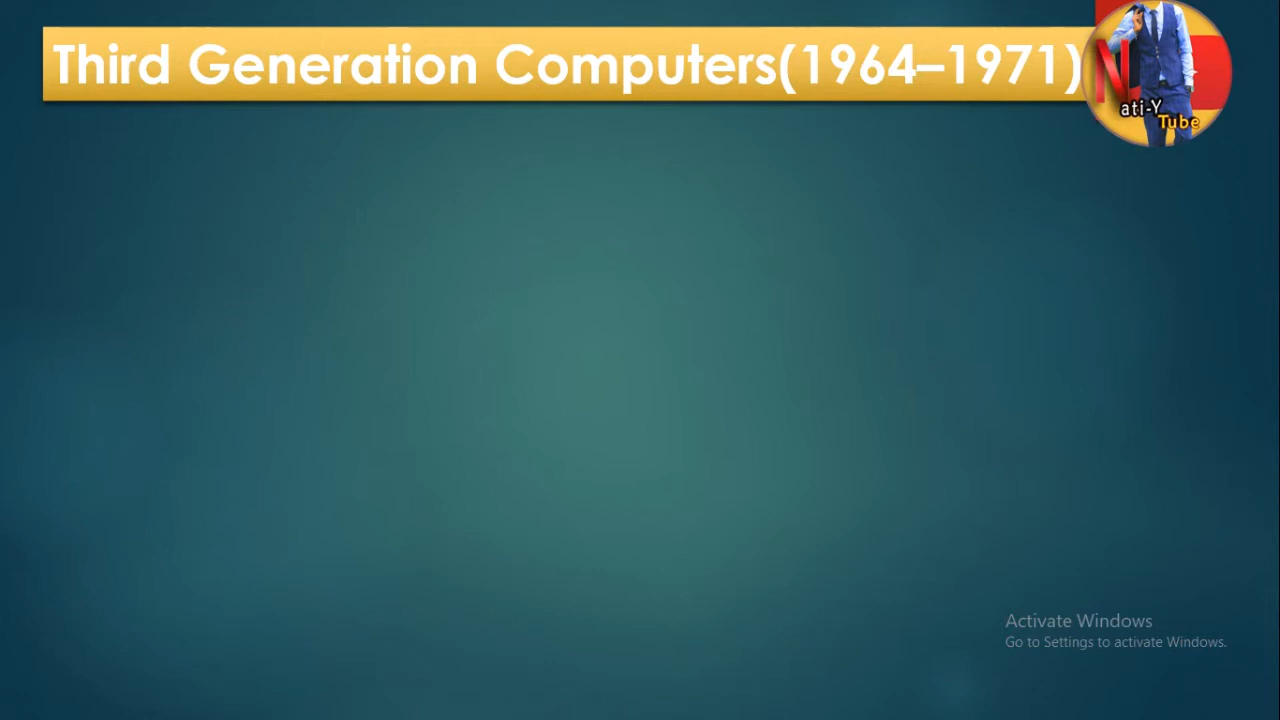 Third Generation Computers(1964–1971)
N
ati-Y
Tube
Activate Windows
Go to Settings to activate Windows.